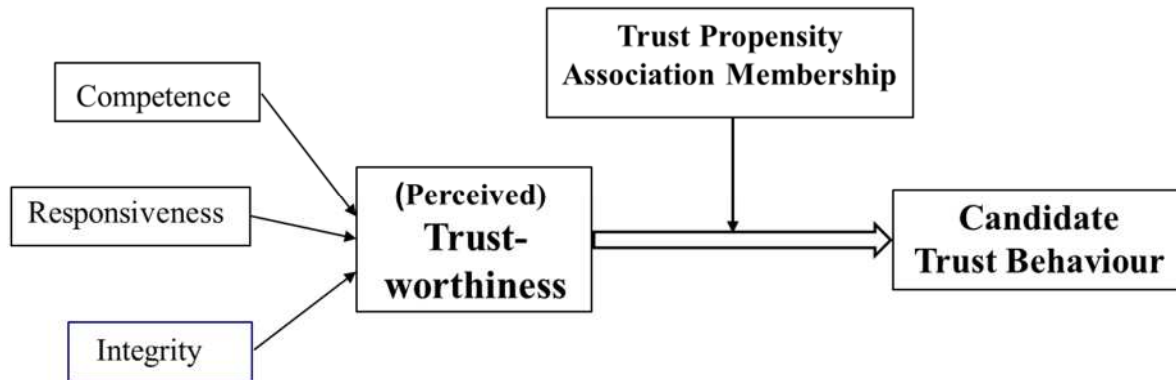 Trust Propensity
Association Membership
Competence
Responsiveness
Integrity
(Perceived)
Trust-
worthiness
Candidate
Trust Behaviour